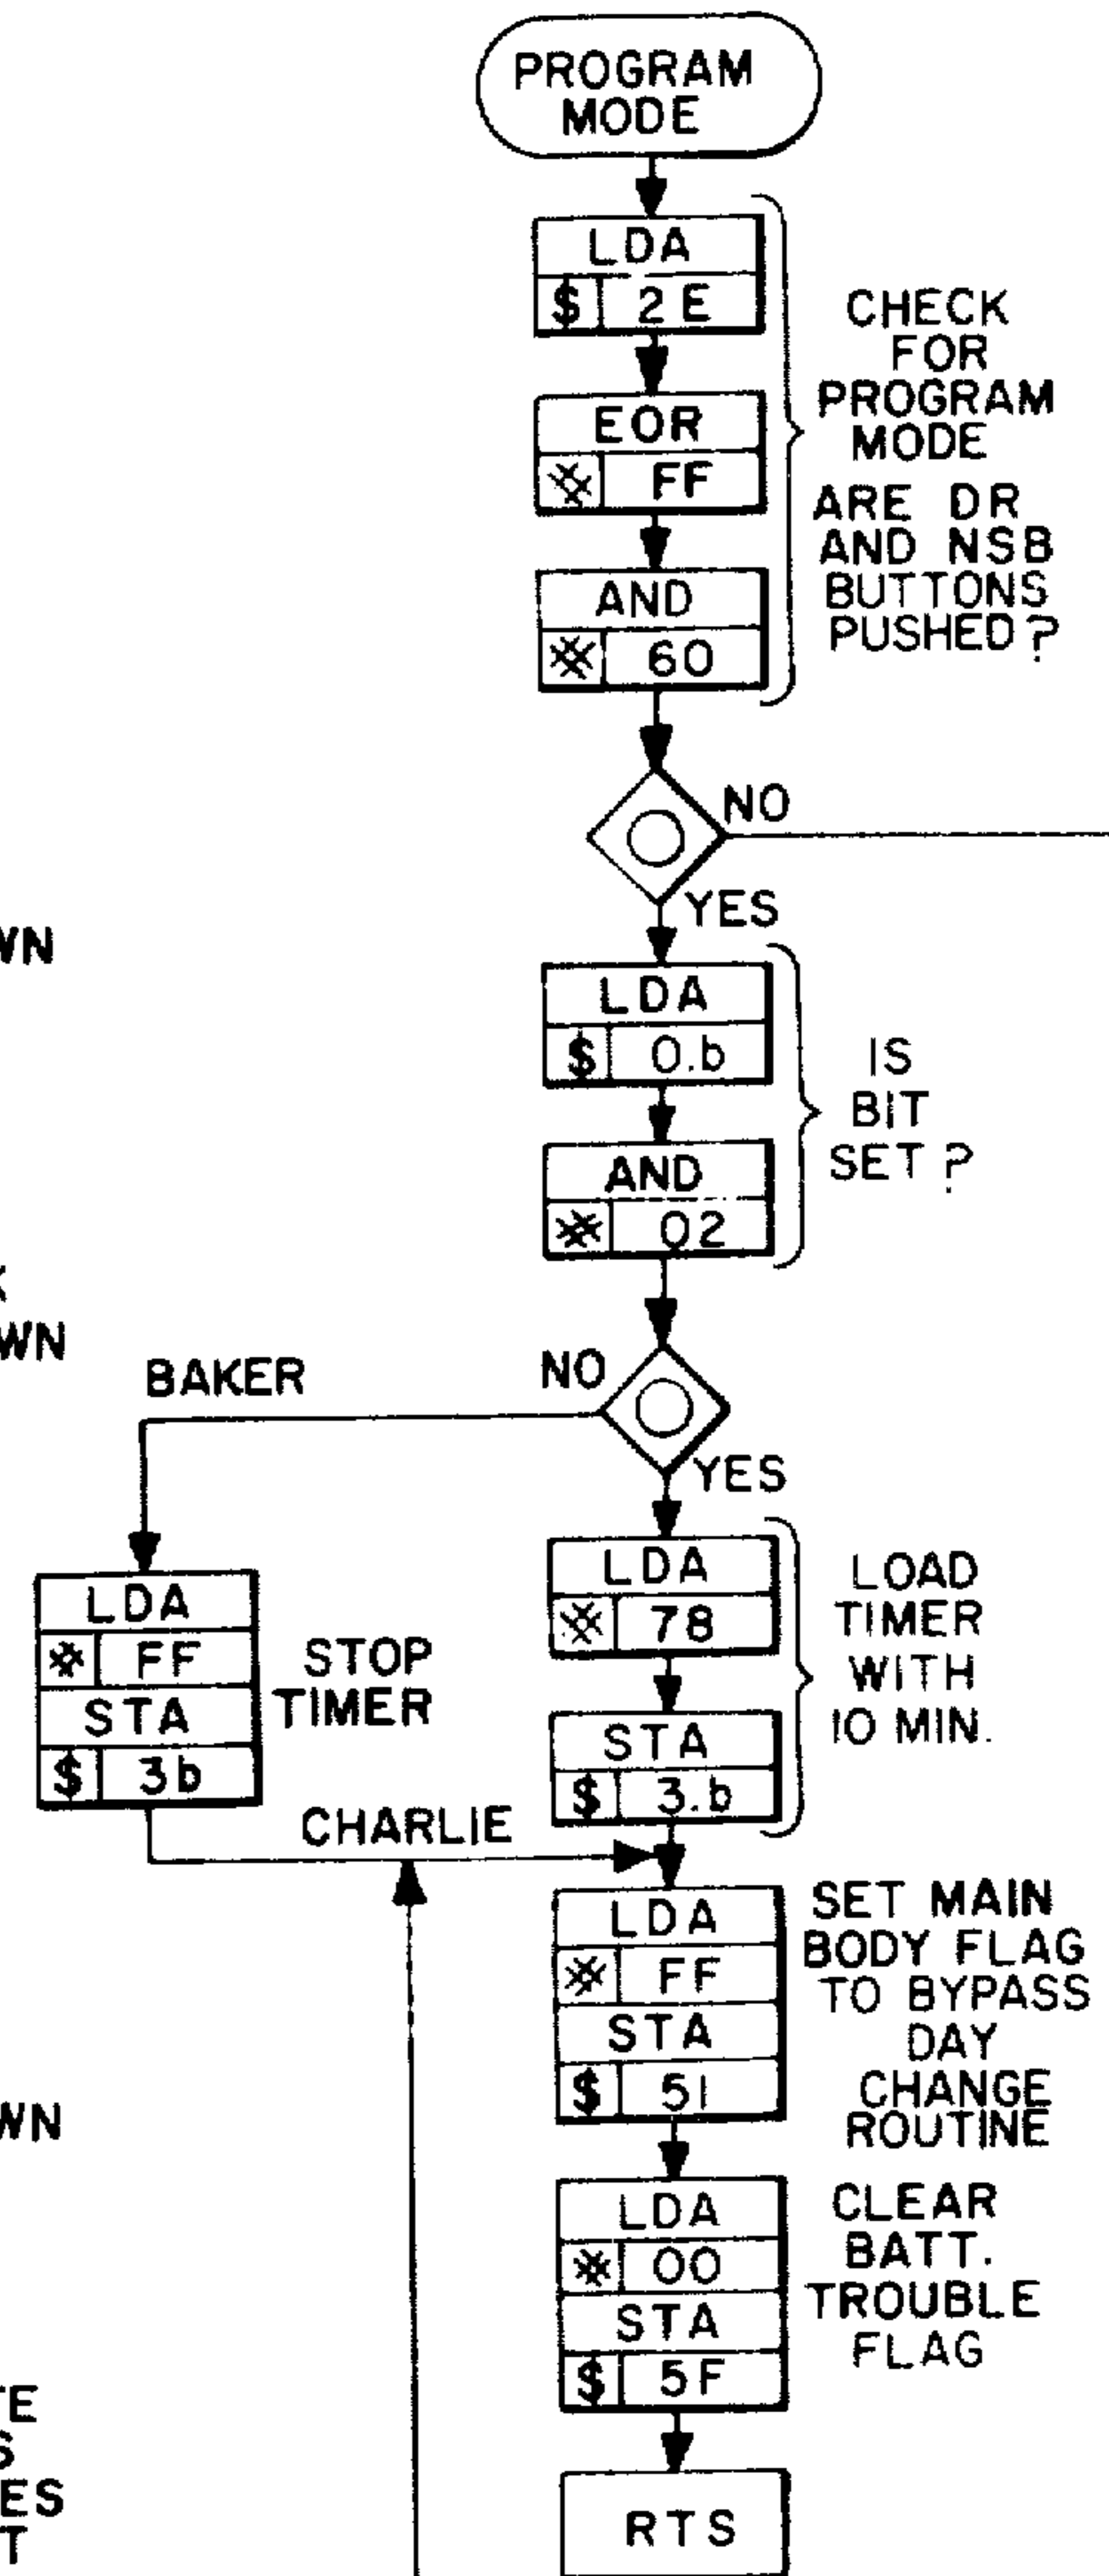 PROGRAM
MODE
LDA
$ 2E
EOR
FF
AND
60
CHECK
FOR
PROGRAM
MODE
ARE DR
AND NSB
BUTTONS
PUSHED?
NO
YES
WN
LDA
$ 0.b
AND
02
IS
BIT
SET?
K
WN
BAKER
NO
YES
LDA
FF
STA
$ 3b
STOP
TIMER
LDA
78
STA
$ 3.b
LOAD
TIMER
WITH
10 MIN.
CHARLIE
LDA
FF
STA
$ 51
SET MAIN
BODY FLAG
TO BYPASS
DAY
CHANGE
ROUTINE
WN
LDA
00
STA
$ 5F
CLEAR
BATT.
TROUBLE
FLAG
TE
S
ES
T
RTS